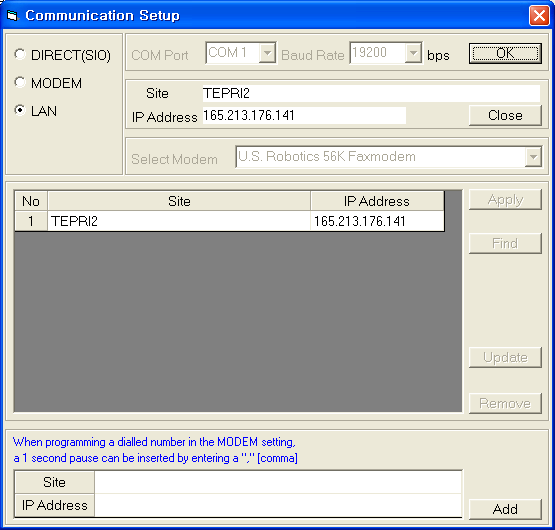 Communication Setup
DIRECT(SIO)
MODEM
LAN
COM Port COM 1 Baud Rate 19200 bps OK
Site TEPRI2
IP Address 165.213.176.141 Close
Select Modem U.S. Robotics 56K Faxmodem
No Site IP Address
1 TEPRI2 165.213.176.141
Apply
Find
Update
Remove
When programming a dialled number in the MODEM setting,
a 1 second pause can be inserted by entering a "," [comma]
Site
IP Address
Add